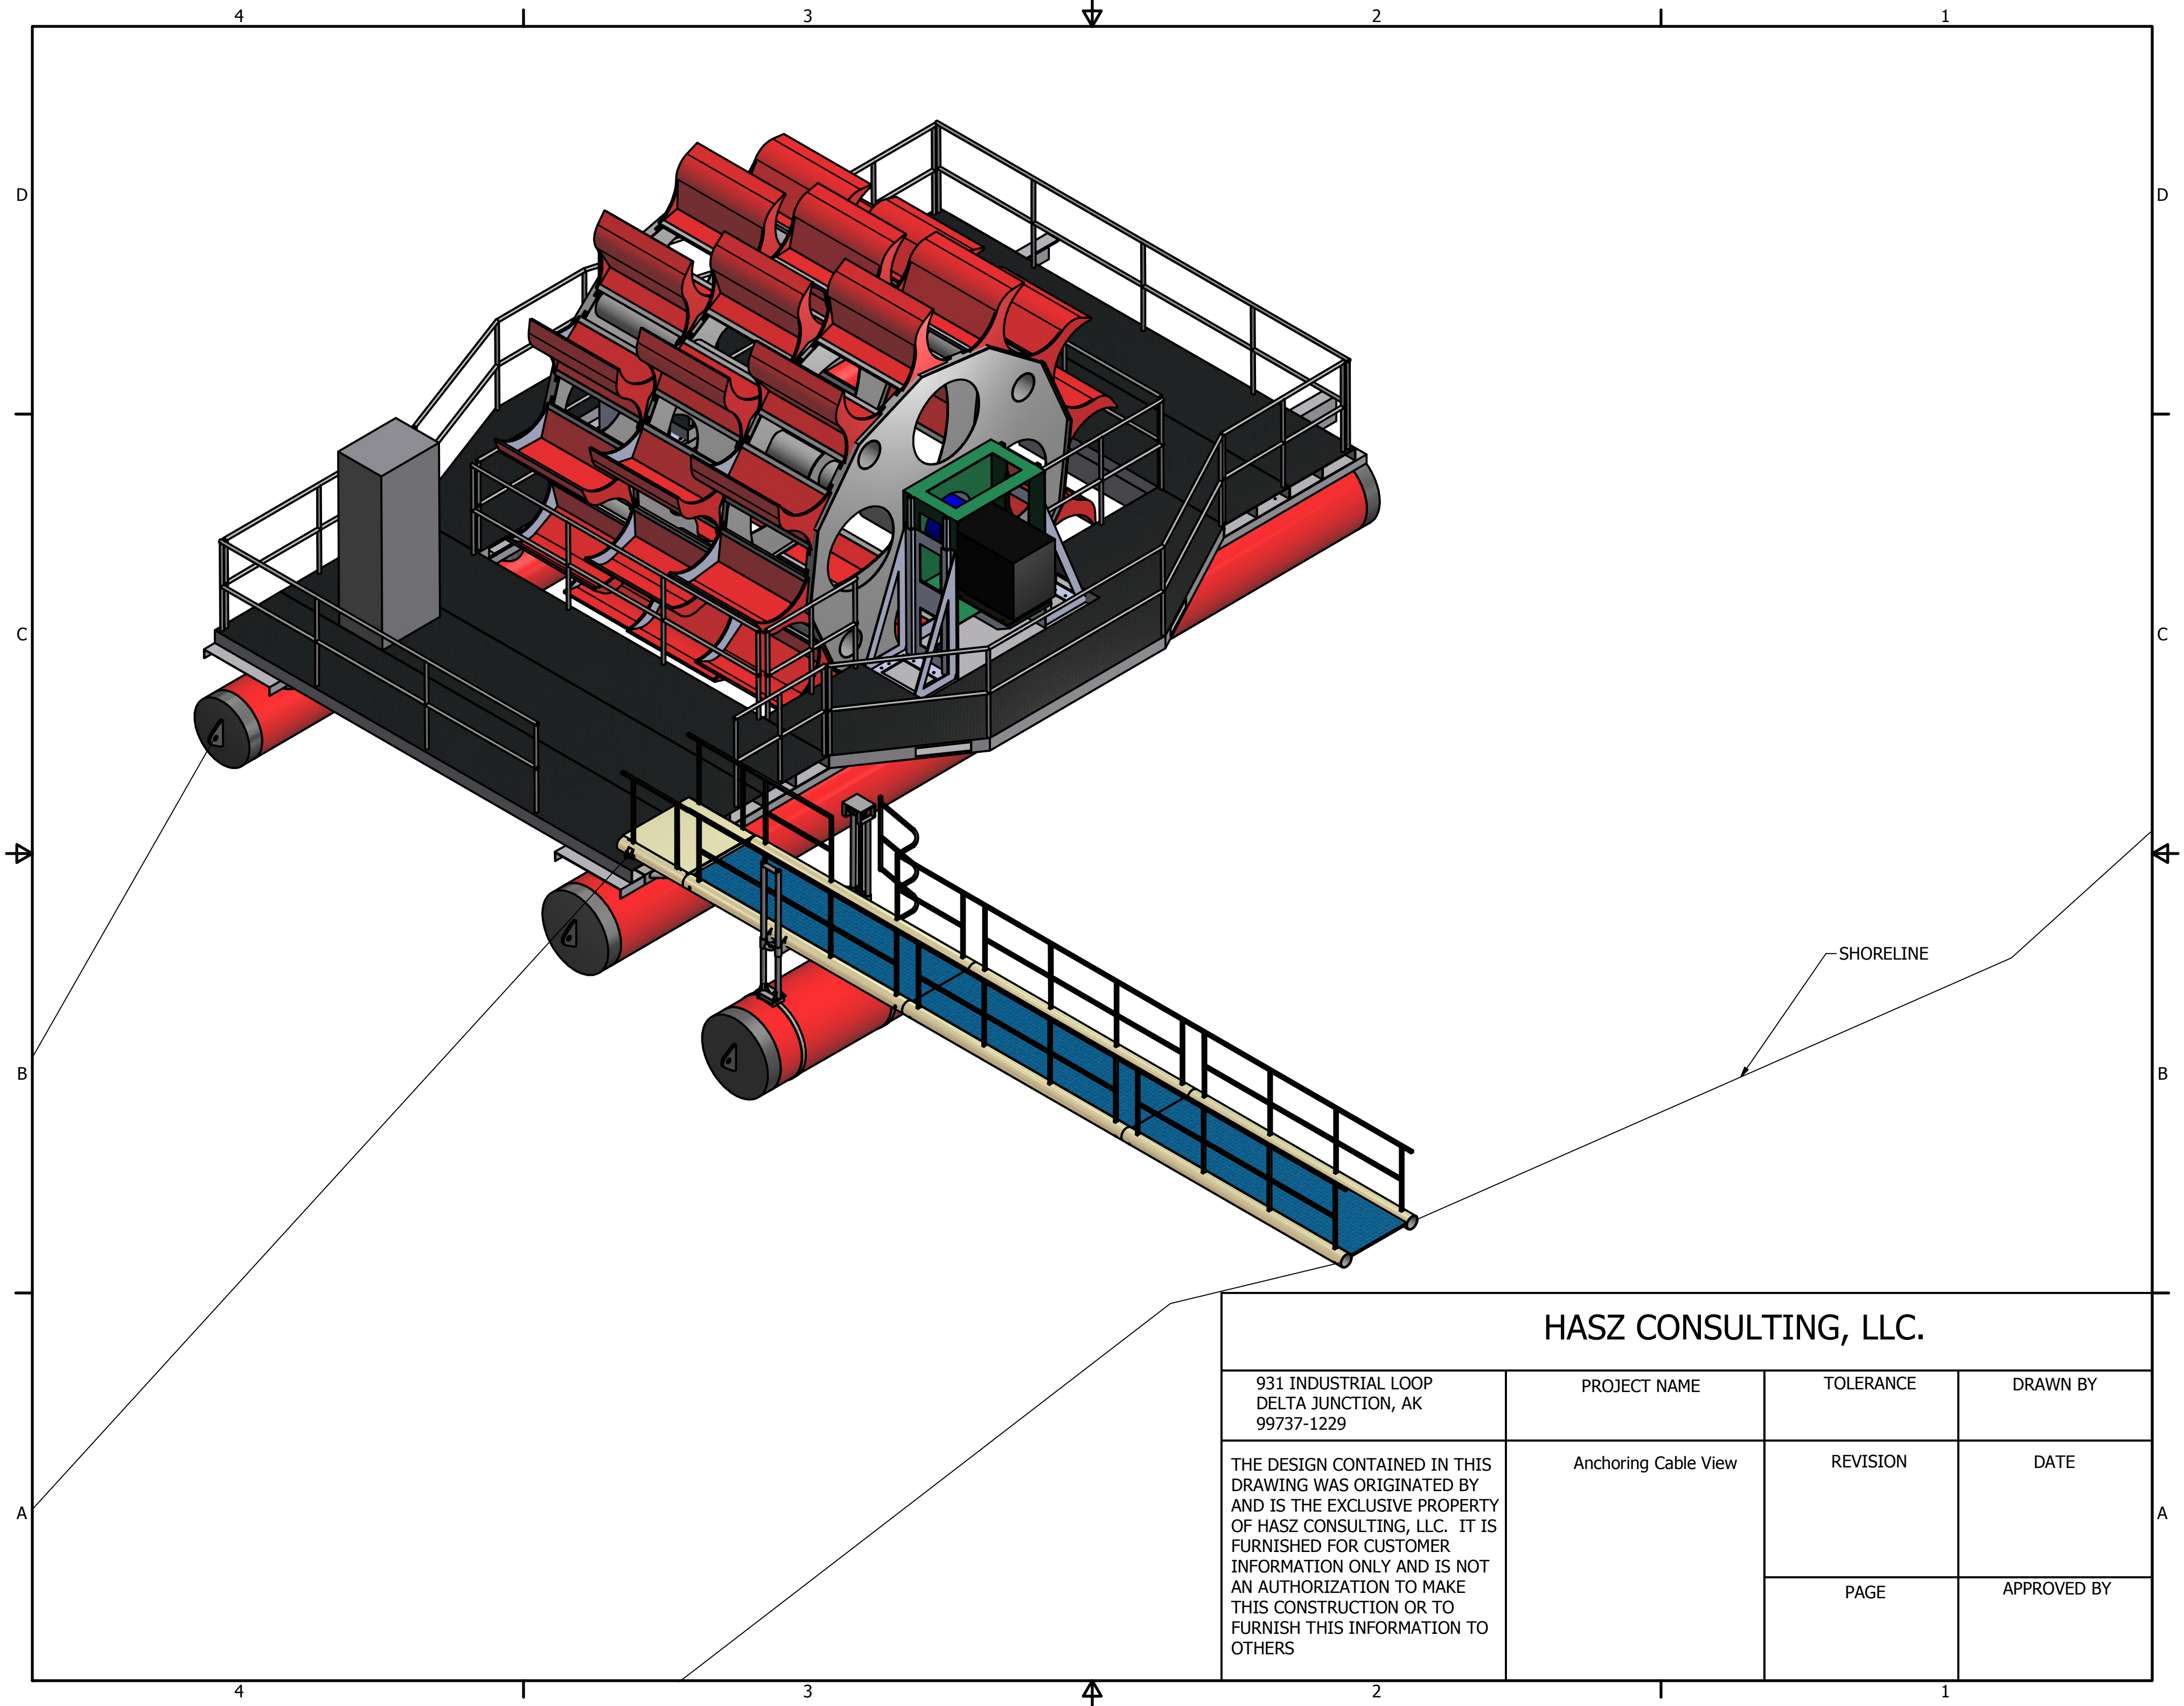 4 3 2 1
D D
C C
SHORELINE
B B
HASZ CONSULTING, LLC.
931 INDUSTRIAL LOOP
DELTA JUNCTION, AK
99737-1229
PROJECT NAME
TOLERANCE
DRAWN BY
THE DESIGN CONTAINED IN THIS
DRAWING WAS ORIGINATED BY
AND IS THE EXCLUSIVE PROPERTY
OF HASZ CONSULTING, LLC. IT IS
FURNISHED FOR CUSTOMER
INFORMATION ONLY AND IS NOT
AN AUTHORIZATION TO MAKE
THIS CONSTRUCTION OR TO
FURNISH THIS INFORMATION TO
OTHERS
Anchoring Cable View
REVISION
DATE
PAGE
APPROVED BY
A A
4 3 2 1